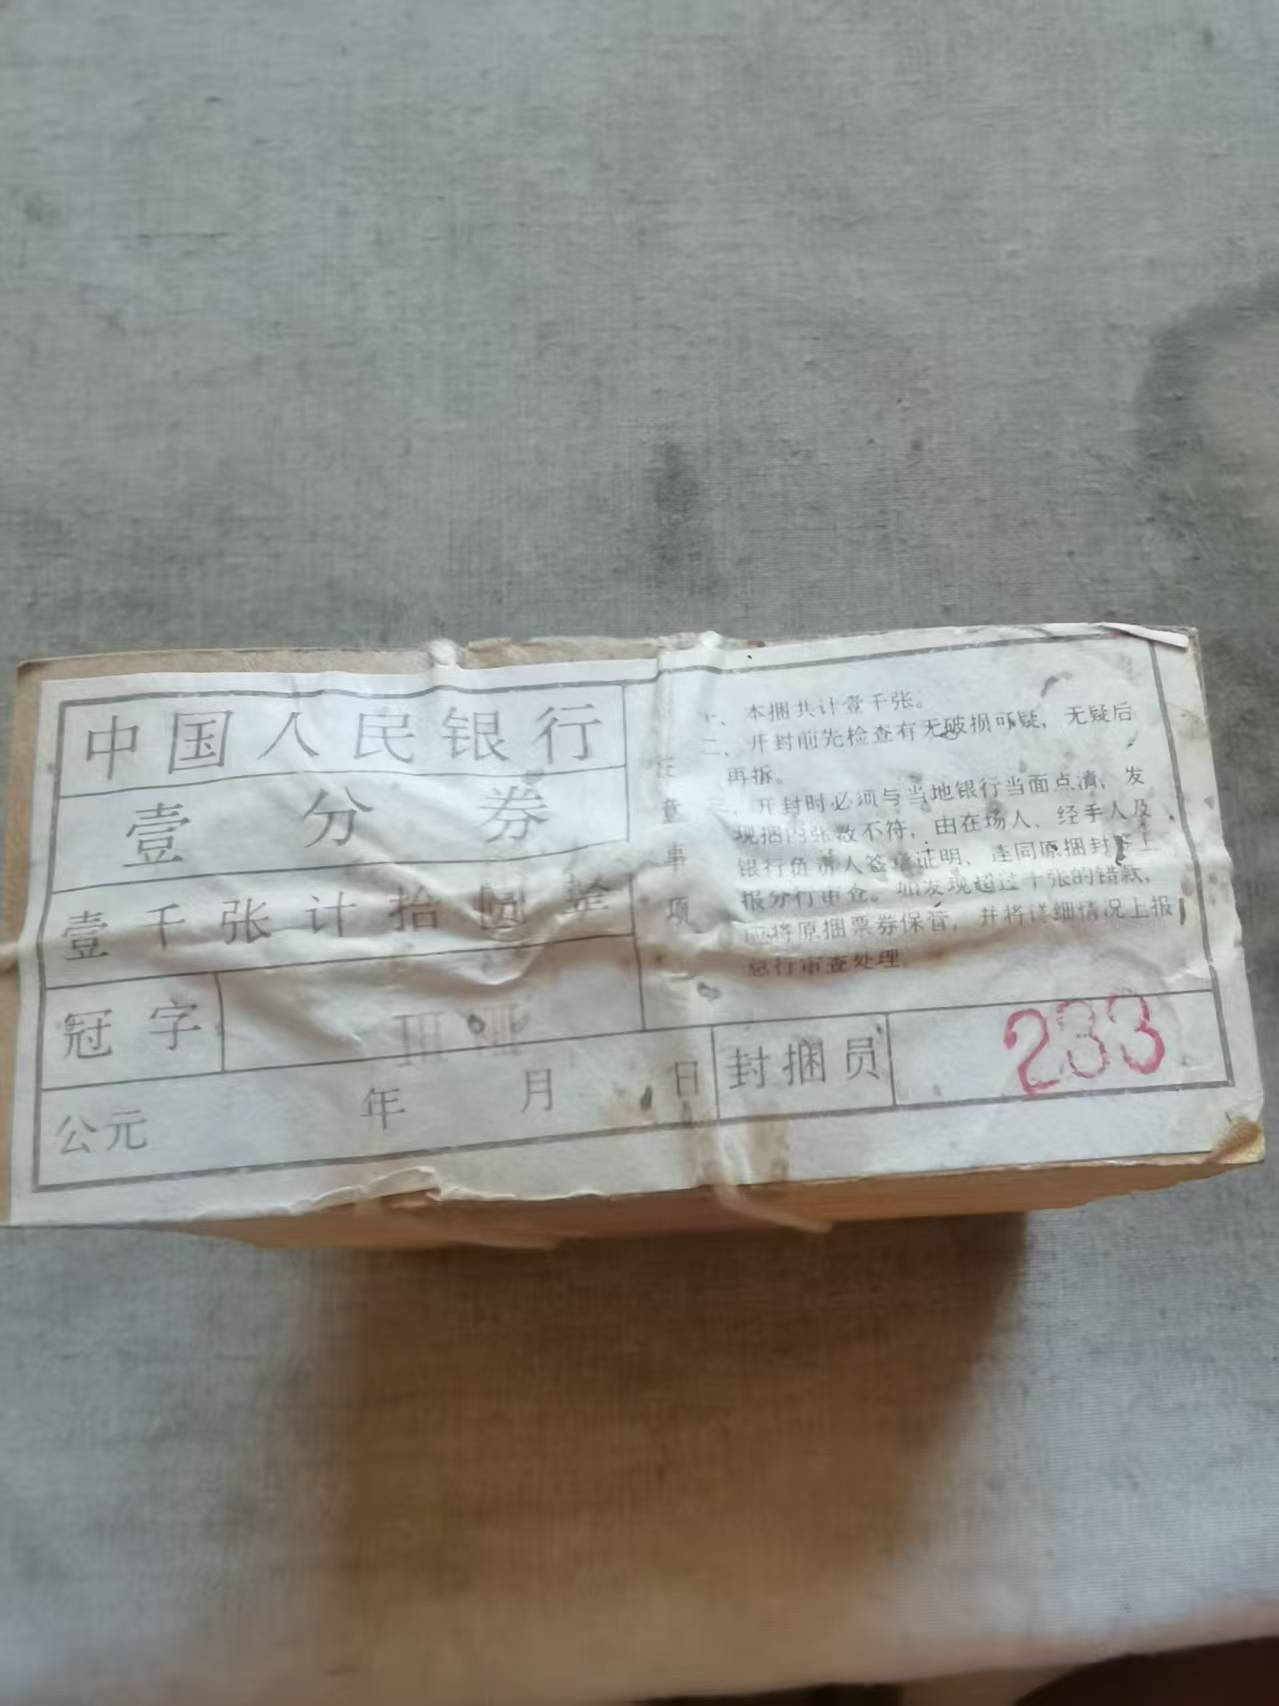 中国人民银行
壹分券
壹千张计拾圆整
冠字
公元 年 月 日
注意事项
一、本捆共计壹千张。
二、开封前先检查有无破损可疑，无疑后
再拆。
开封时必须与当地银行当面点清，发
现捆内张数不符，由在场人、经手人及
银行负责人签章证明，连同原捆封签上
报分行审查。如发现超过十张的错款，
应将原捆票券保管，并将详细情况上报
总行审查处理。
封捆员
233